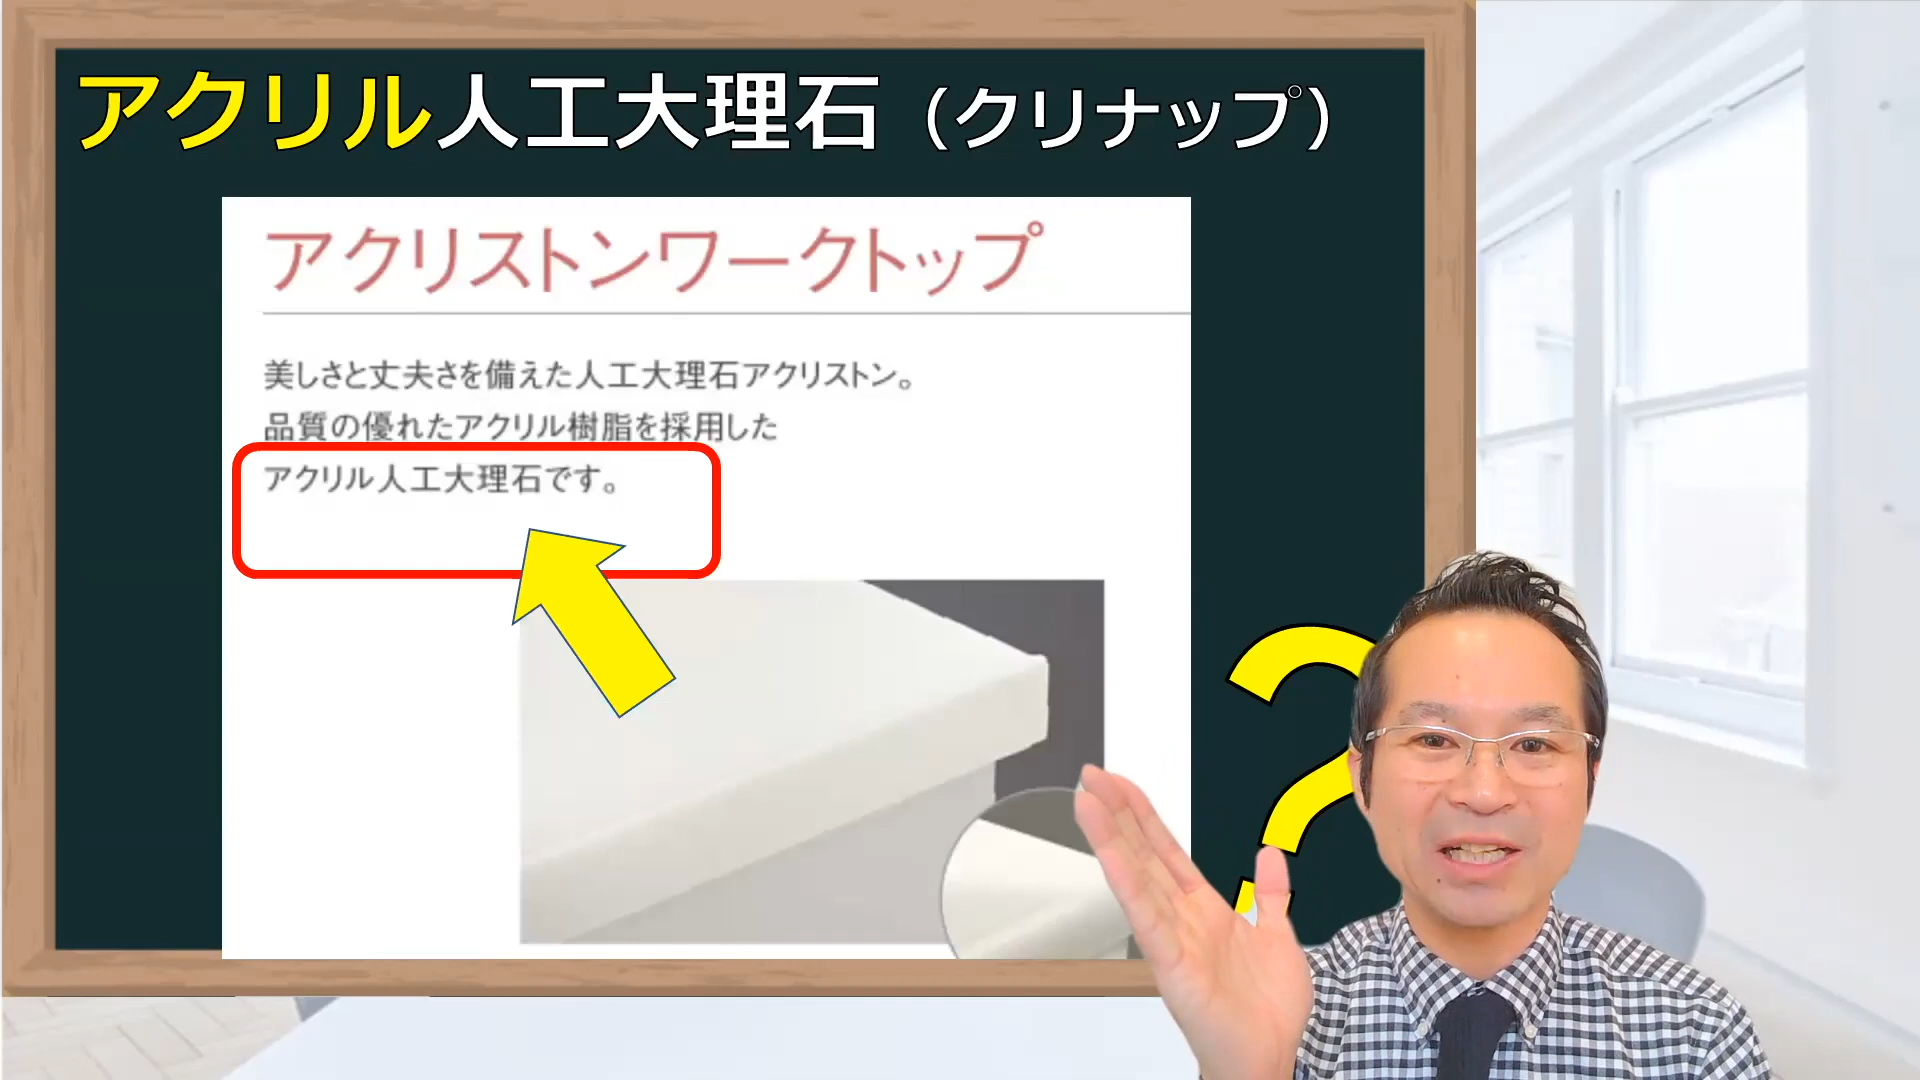 アクリル人工大理石（クリナップ）
アクリストンワークトップ
美しさと丈夫さを備えた人工大理石アクリストン。
品質の優れたアクリル樹脂を採用した
アクリル人工大理石です。
?